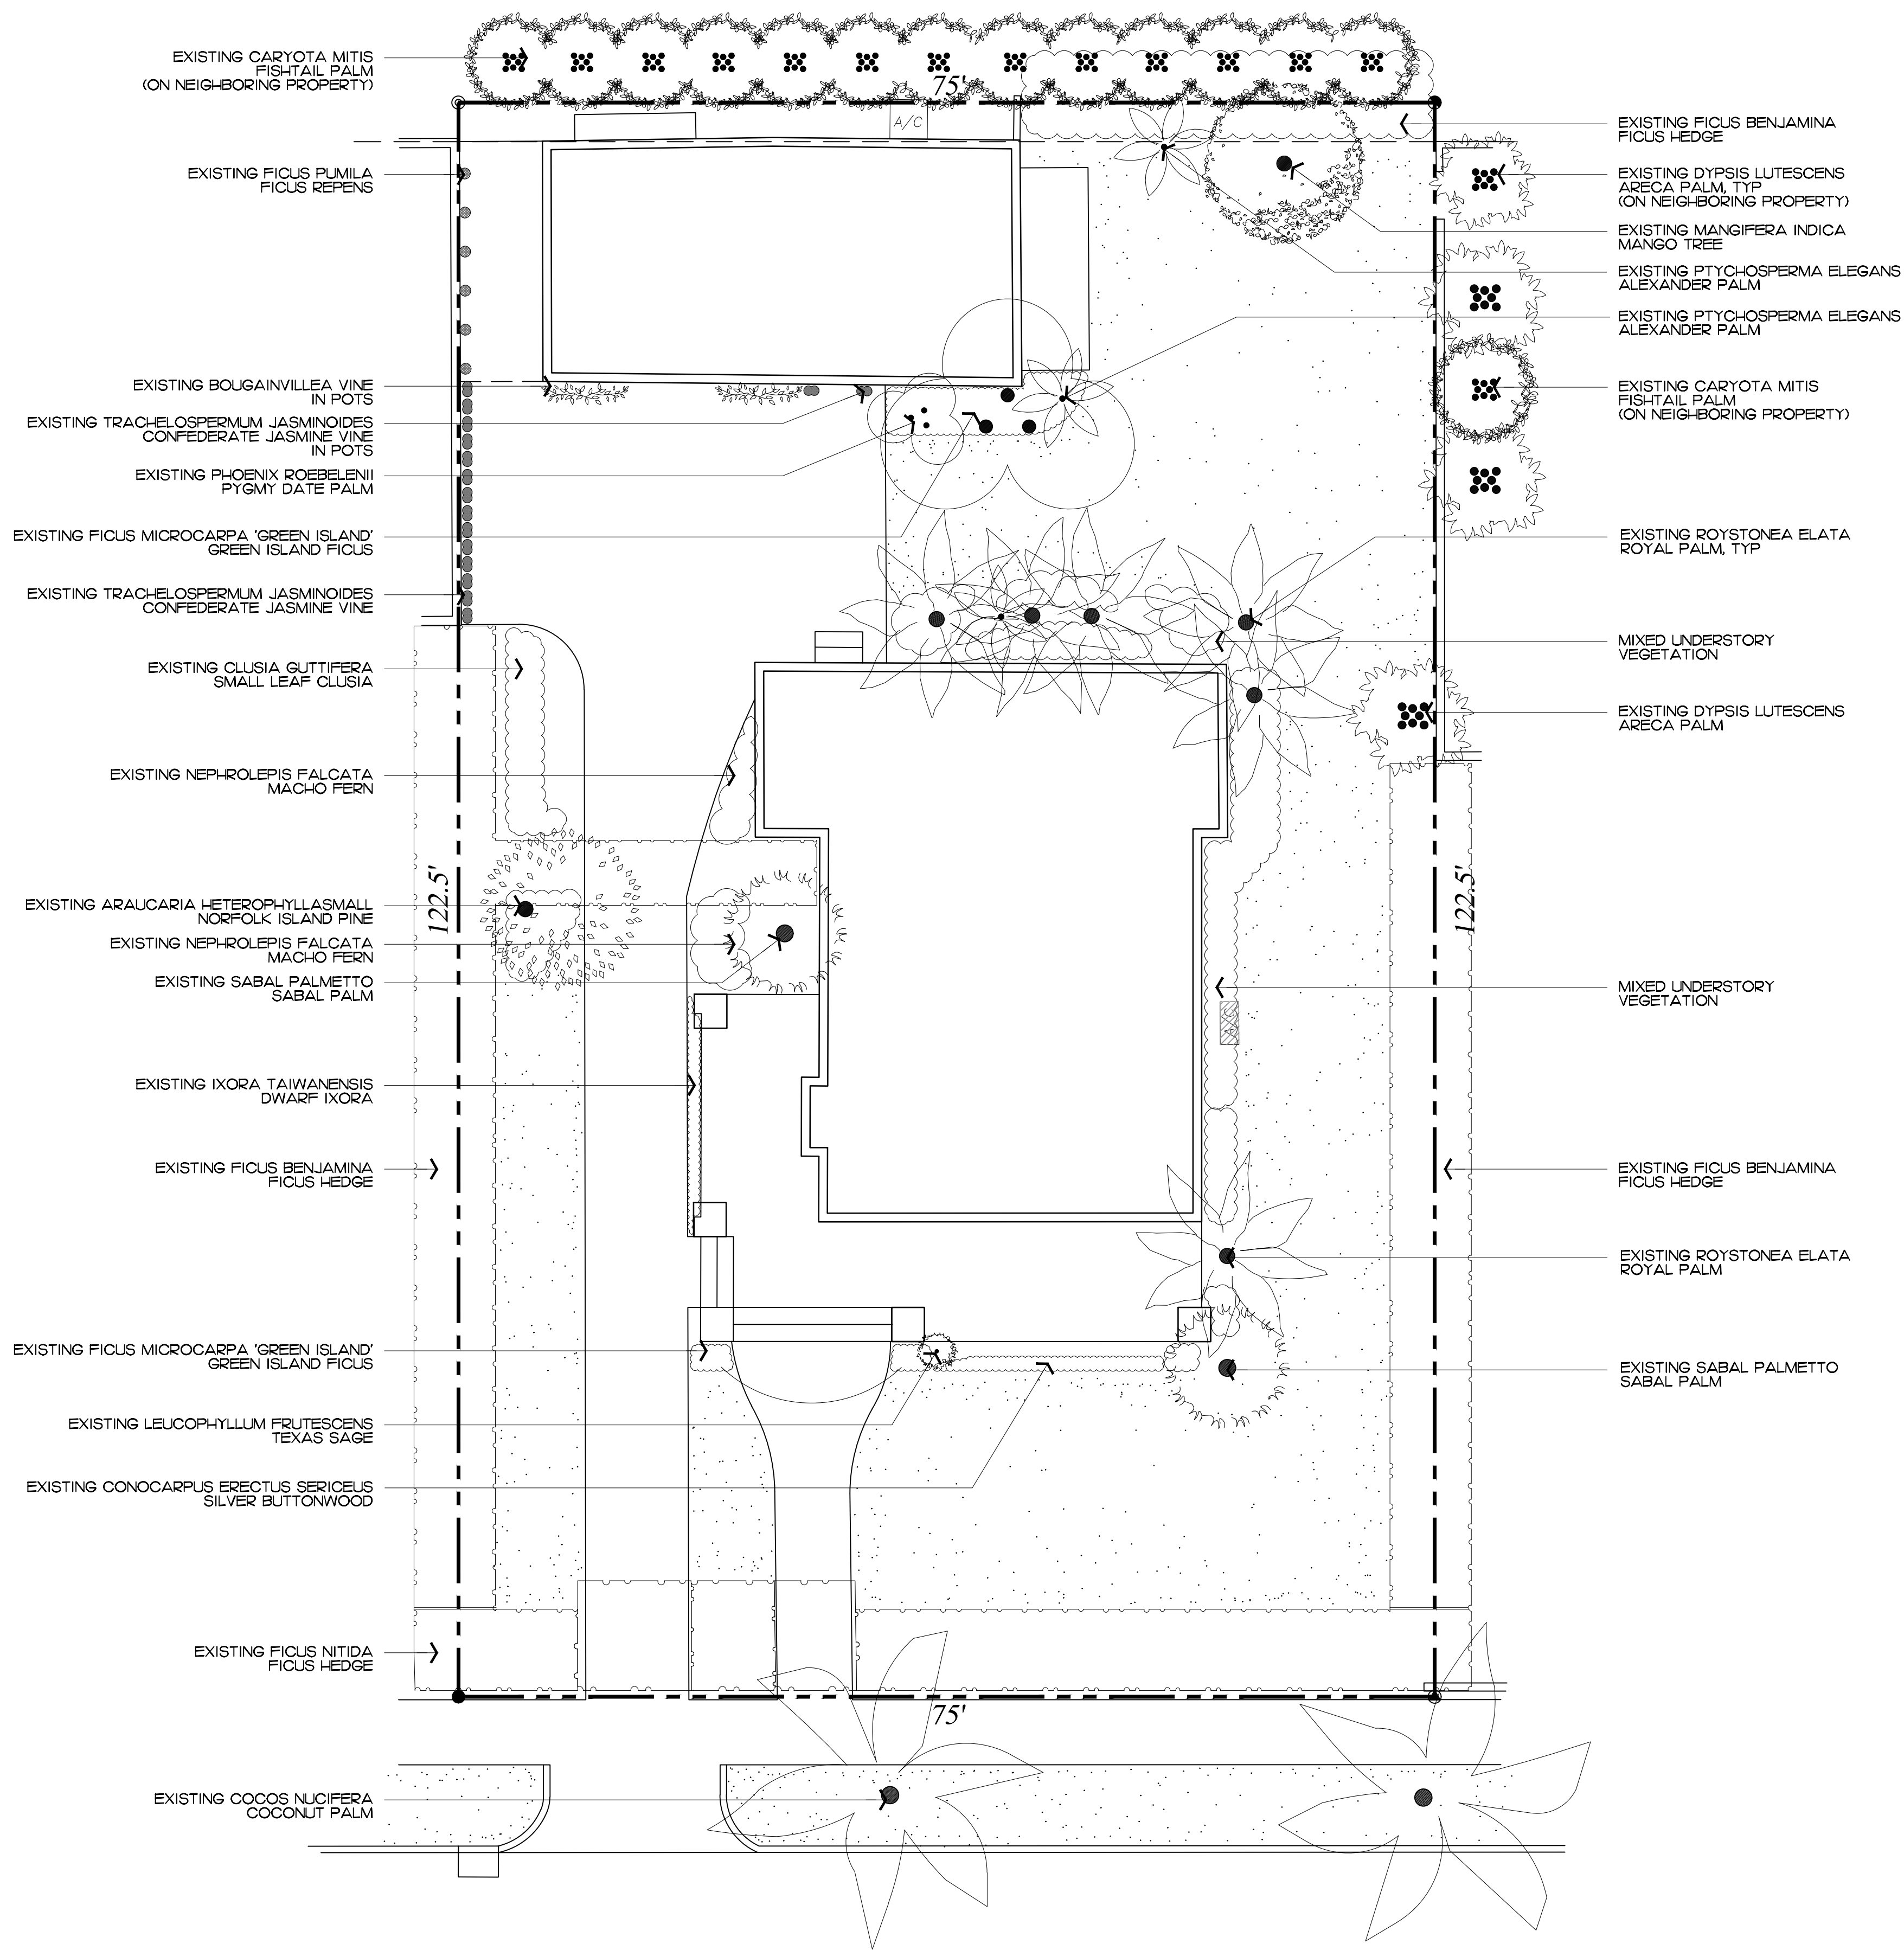 EXISTING CARYOTA MITIS
FISHTAIL PALM
(ON NEIGHBORING PROPERTY)
EXISTING FICUS PUMILA
FICUS REPENS
EXISTING BOUGAINVILLEA VINE
IN POTS
EXISTING TRACHELOSPERMUM JASMINOIDES
CONFEDERATE JASMINE VINE
IN POTS
EXISTING PHOENIX ROEBELENII
PYGMY DATE PALM
EXISTING FICUS MICROCARPA 'GREEN ISLAND'
GREEN ISLAND FICUS
EXISTING TRACHELOSPERMUM JASMINOIDES
CONFEDERATE JASMINE VINE
EXISTING CLUSIA GUTTIFERA
SMALL LEAF CLUSIA
EXISTING NEPHROLEPIS FALCATA
MACHO FERN
EXISTING ARAUCARIA HETEROPHYLLASMALL
NORFOLK ISLAND PINE
EXISTING NEPHROLEPIS FALCATA
MACHO FERN
EXISTING SABAL PALMETTO
SABAL PALM
EXISTING IXORA TAIWANENSIS
DWARF IXORA
EXISTING FICUS BENJAMINA
FICUS HEDGE
EXISTING FICUS MICROCARPA 'GREEN ISLAND'
GREEN ISLAND FICUS
EXISTING LEUCOPHYLLUM FRUTESCENS
TEXAS SAGE
EXISTING CONOCARPUS ERECTUS SERICEUS
SILVER BUTTONWOOD
EXISTING FICUS NITIDA
FICUS HEDGE
EXISTING COCOS NUCIFERA
COCONUT PALM
75'
A/C
122.5'
122.5'
A/C
75'
EXISTING FICUS BENJAMINA
FICUS HEDGE
EXISTING DYPSIS LUTESCENS
ARECA PALM, TYP
(ON NEIGHBORING PROPERTY)
EXISTING MANGIFERA INDICA
MANGO TREE
EXISTING PTYCHOSPERMA ELEGANS
ALEXANDER PALM
EXISTING PTYCHOSPERMA ELEGANS
ALEXANDER PALM
EXISTING CARYOTA MITIS
FISHTAIL PALM
(ON NEIGHBORING PROPERTY)
EXISTING ROYSTONEA ELATA
ROYAL PALM, TYP
MIXED UNDERSTORY
VEGETATION
EXISTING DYPSIS LUTESCENS
ARECA PALM
MIXED UNDERSTORY
VEGETATION
EXISTING FICUS BENJAMINA
FICUS HEDGE
EXISTING ROYSTONEA ELATA
ROYAL PALM
EXISTING SABAL PALMETTO
SABAL PALM